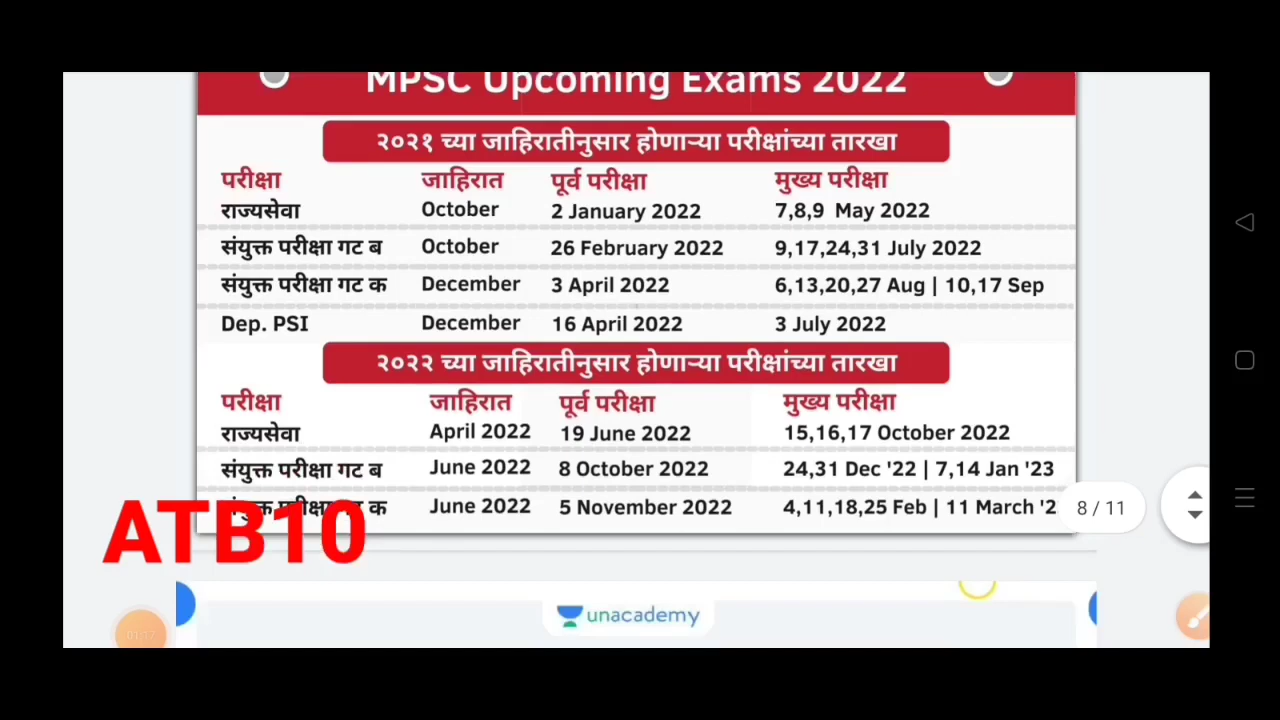 MPSC Upcoming Exams 2022
२०२१ च्या जाहिरातीनुसार होणाऱ्या परीक्षांच्या तारखा
परीक्षा जाहिरात पूर्व परीक्षा मुख्य परीक्षा
राज्यसेवा October 2 January 2022 7,8,9 May 2022
संयुक्त परीक्षा गट ब October 26 February 2022 9,17,24,31 July 2022
संयुक्त परीक्षा गट क December 3 April 2022 6,13,20,27 Aug | 10,17 Sep
Dep. PSI December 16 April 2022 3 July 2022
२०२२ च्या जाहिरातीनुसार होणाऱ्या परीक्षांच्या तारखा
परीक्षा जाहिरात पूर्व परीक्षा मुख्य परीक्षा
राज्यसेवा April 2022 19 June 2022 15,16,17 October 2022
संयुक्त परीक्षा गट ब June 2022 8 October 2022 24,31 Dec '22 | 7,14 Jan '23
क June 2022 5 November 2022 4,11,18,25 Feb | 11 March '2
8 / 11
ATB10
unacademy
01:17